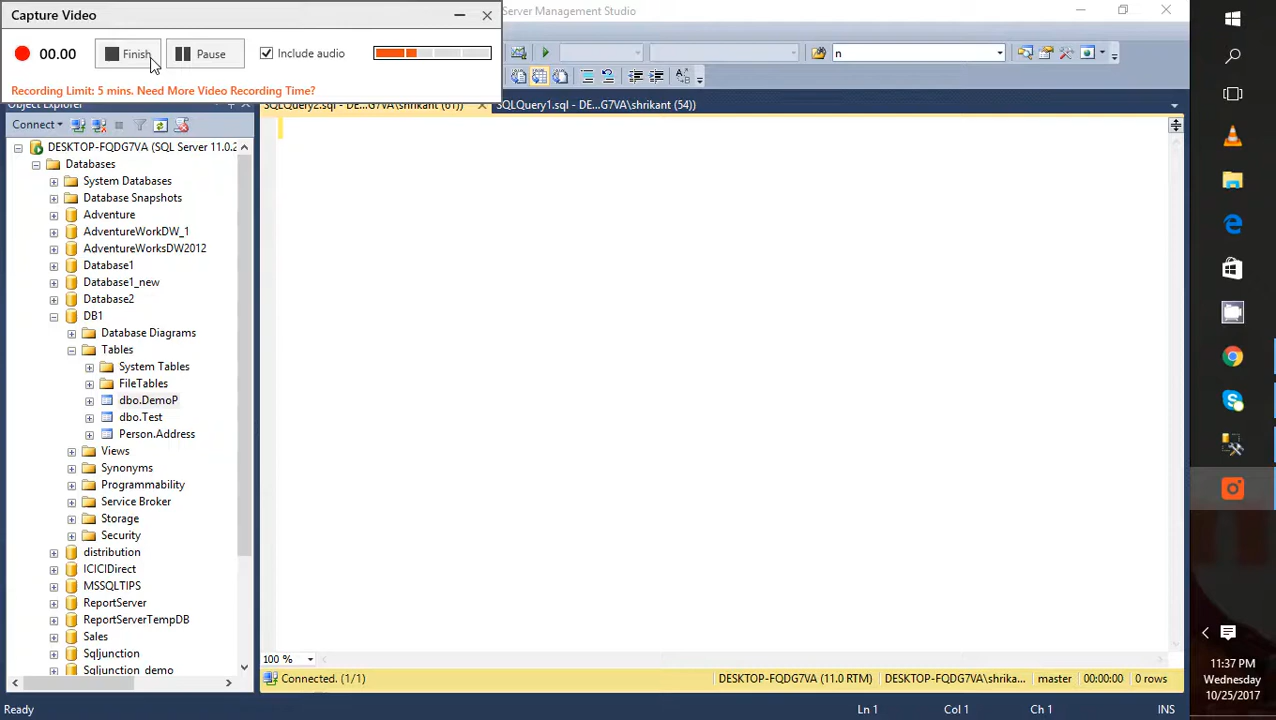 Capture Video
Server Management Studio
00.00
Finish
Pause
Include audio
n
Recording Limit: 5 mins. Need More Video Recording Time?
Object Explorer
SQLQuery2.sql - DE...G7VA\shrikant (61))
SQLQuery1.sql - DE...G7VA\shrikant (54))
Connect
DESKTOP-FQDG7VA (SQL Server 11.0.2
Databases
System Databases
Database Snapshots
Adventure
AdventureWorkDW_1
AdventureWorksDW2012
Database1
Database1_new
Database2
DB1
Database Diagrams
Tables
System Tables
FileTables
dbo.DemoP
dbo.Test
Person.Address
Views
Synonyms
Programmability
Service Broker
Storage
Security
distribution
ICICIDirect
MSSQLTIPS
ReportServer
ReportServerTempDB
Sales
Sqljunction
Sqljunction_demo
100 %
Connected. (1/1)
DESKTOP-FQDG7VA (11.0 RTM)
DESKTOP-FQDG7VA\shrika...
master
00:00:00
0 rows
Ready
Ln 1
Col 1
Ch 1
INS
11:37 PM
Wednesday
10/25/2017